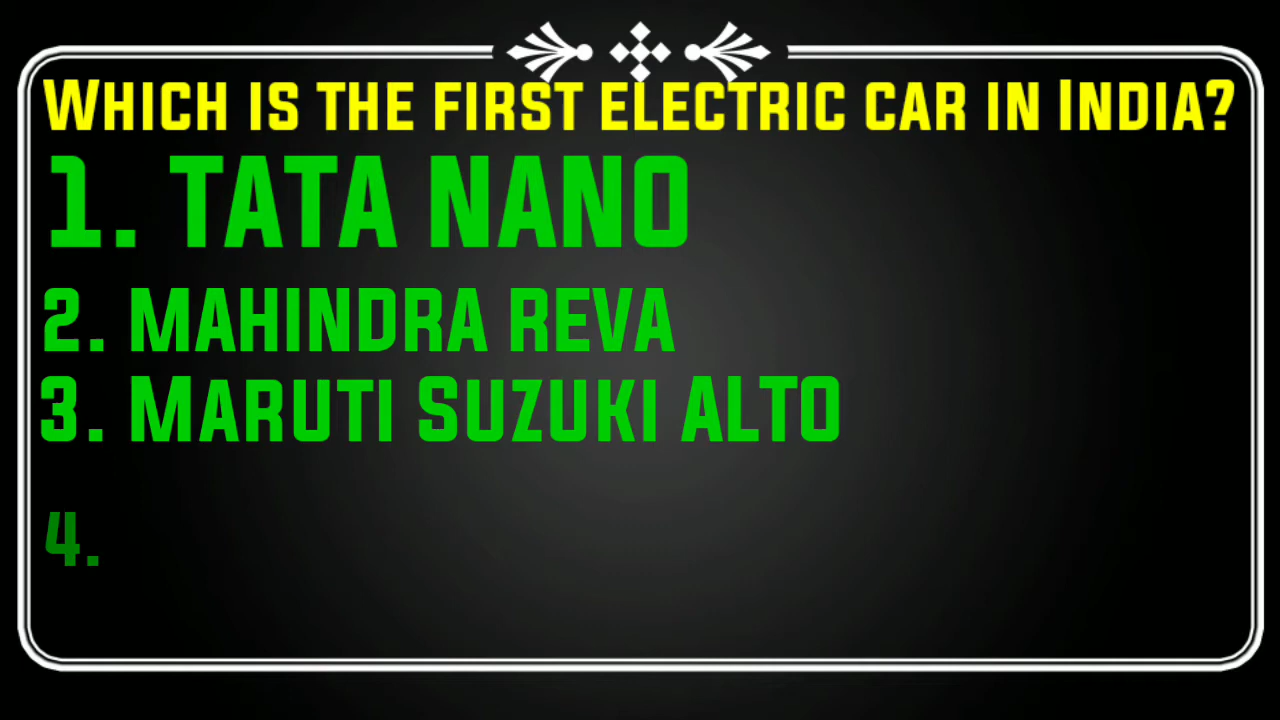 Which is the first electric car in India?
1. TATA NANO
2. MAHINDRA REVA
3. Maruti Suzuki ALTO
4.